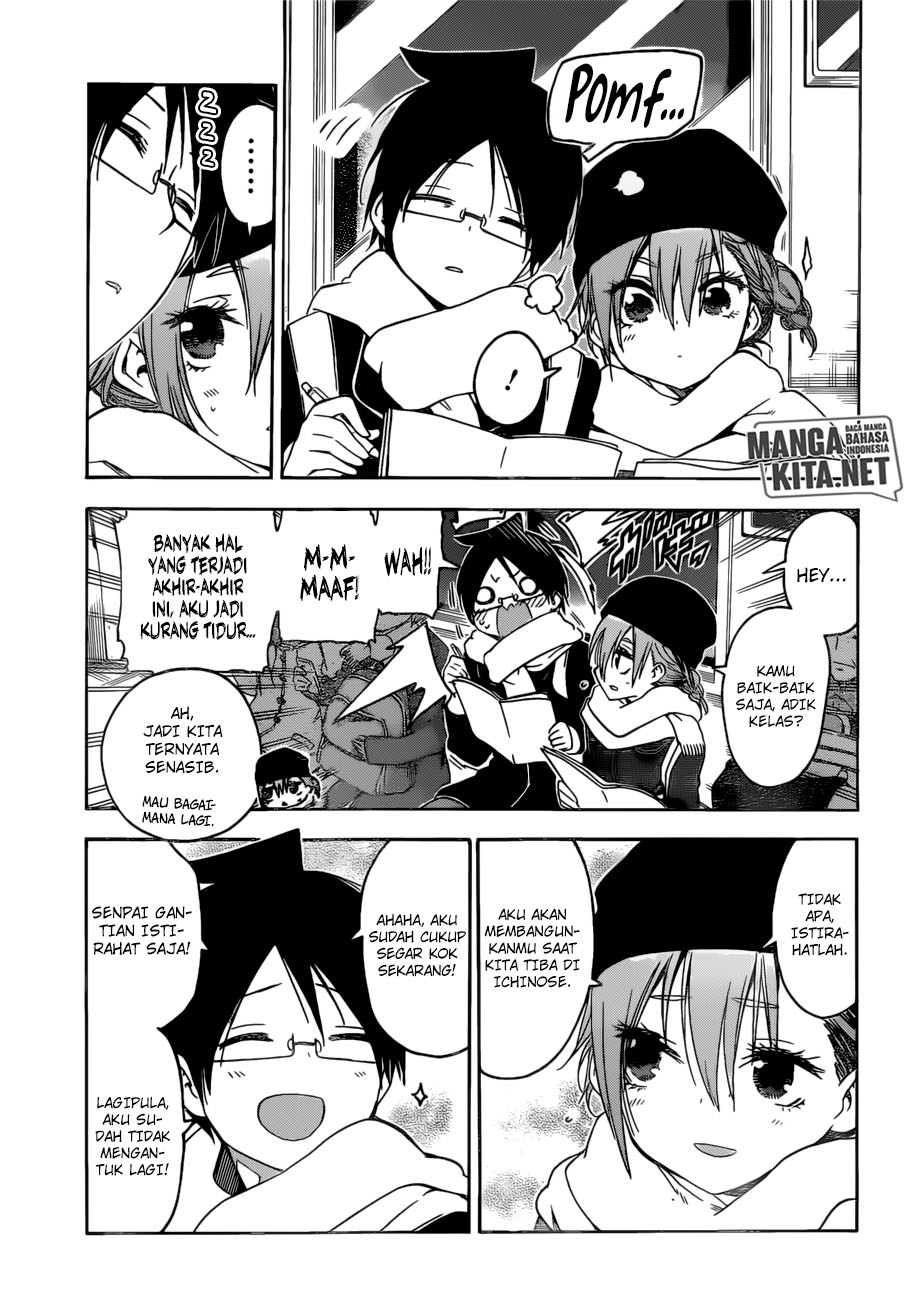 Pomf...
!
......
ZZZ
MANGA
KITA.NET
BACA MANGA
BAHASA
INDONESIA
HEY...
KAMU
BAIK-BAIK
SAJA, ADIK
KELAS?
WAH!!
M-M-
MAAF!
BANYAK HAL
YANG TERJADI
AKHIR-AKHIR
INI, AKU JADI
KURANG TIDUR...
AH,
JADI KITA
TERNYATA
SENASIB.
MAU BAGAI-
MANA LAGI.
TIDAK
APA,
ISTIRA-
HATLAH.
AKU AKAN
MEMBANGUN-
KANMU SAAT
KITA TIBA DI
ICHINOSE.
AHAHA, AKU
SUDAH CUKUP
SEGAR KOK
SEKARANG!
SENPAI GAN-
TIAN ISTI-
RAHAT SAJA!
LAGIPULA,
AKU SU-
DAH TIDAK
MENGAN-
TUK LAGI!